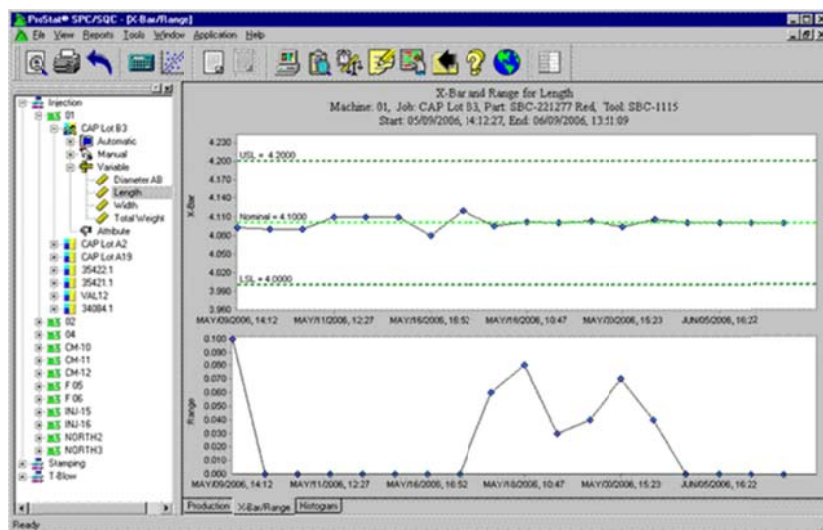 ProStat® SPC/SQC - [X-Bar/Range]
File View Reports Tools Window Application Help
Injection
01
CAP Lot B3
Automatic
Manual
Variable
Diameter AB
Length
Width
Total Weight
Attribute
CAP Lot A2
CAP Lot A19
35422.1
35421.1
VAL12
34084.1
02
04
CM-10
CM-11
CM-12
F 05
F 06
INJ-15
INJ-16
NORTH2
NORTH3
Stamping
T-Blow
X-Bar and Range for Length
Machine: 01, Job: CAP Lot B3, Part: SBC-221277 Red, Tool: SBC-1115
Start: 05/09/2006, 14:12:27, End: 06/09/2006, 13:51:09
X-Bar
4.230
4.200
4.170
4.140
4.110
4.080
4.050
4.020
3.990
3.960
USL = 4.2000
Nominal = 4.1000
LSL = 4.0000
MAY/09/2006, 14:12 MAY/11/2006, 12:27 MAY/16/2006, 16:52 MAY/18/2006, 10:47 MAY/30/2006, 15:23 JUN/05/2006, 16:22
Range
0.100
0.090
0.080
0.070
0.060
0.050
0.040
0.030
0.020
0.010
0.000
MAY/09/2006, 14:12 MAY/11/2006, 12:27 MAY/16/2006, 16:52 MAY/18/2006, 10:47 MAY/30/2006, 15:23 JUN/05/2006, 16:22
Production X-Bar/Range Histogram
Ready